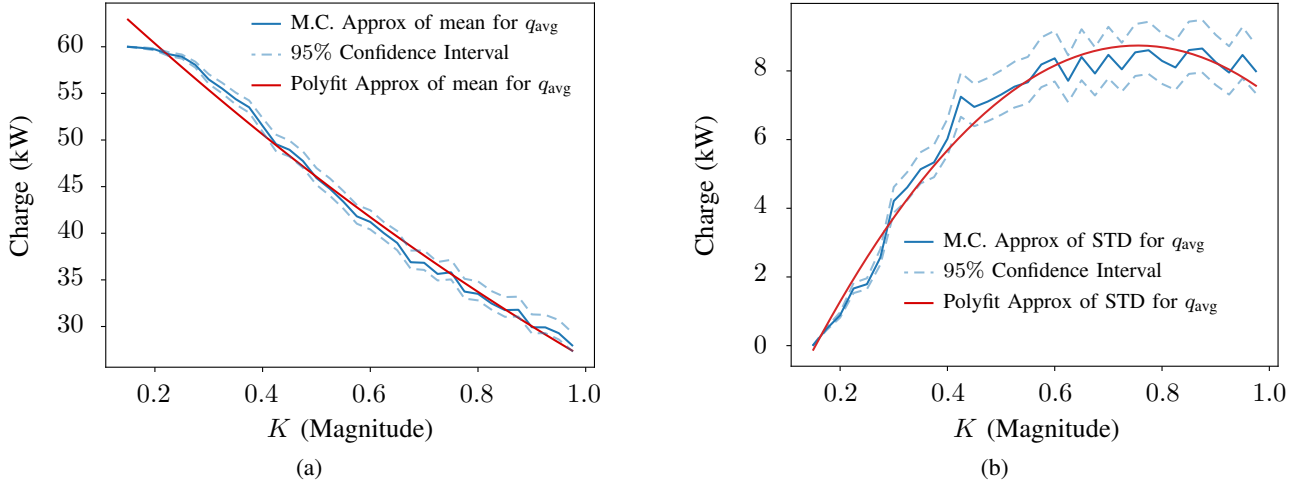 M.C. Approx of mean for qavg
95% Confidence Interval
Polyfit Approx of mean for qavg
60
55
50
45
40
35
30
Charge (kW)
0.2 0.4 0.6 0.8 1.0
K (Magnitude)
(a)
8
6
4
2
0
Charge (kW)
M.C. Approx of STD for qavg
95% Confidence Interval
Polyfit Approx of STD for qavg
0.2 0.4 0.6 0.8 1.0
K (Magnitude)
(b)